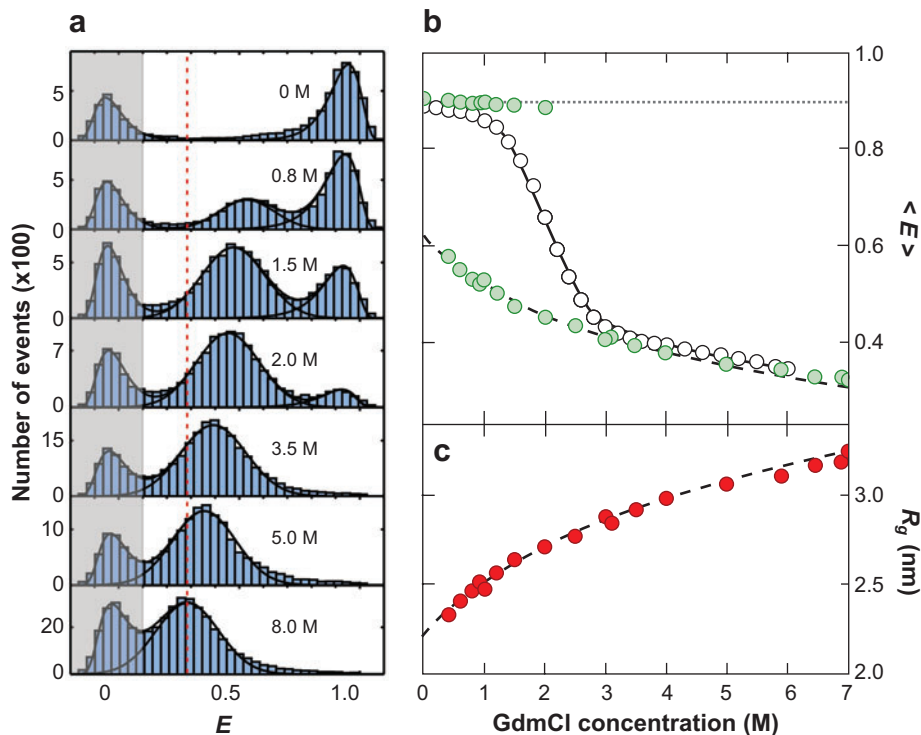 a
Number of events (x100)
5
0
0 M
5
0
0.8 M
5
0
1.5 M
7
0
2.0 M
15
0
3.5 M
10
0
5.0 M
20
0
8.0 M
0
0.5
1.0
E
b
1.0
0.8
0.6
0.4
< E >
c
3.0
2.5
2.0
Rg (nm)
0
1
2
3
4
5
6
7
GdmCl concentration (M)